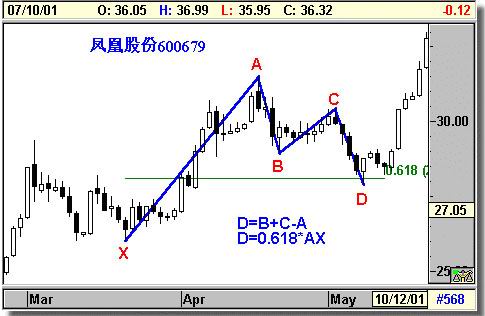 07/10/01 O: 36.05 H: 36.99 L: 35.95 C: 36.32 -0.12
凤凰股份600679
A
C
30.00
B
0.618
D
27.05
D=B+C-A
D=0.618*AX
X
Mar Apr May 10/12/01 #568